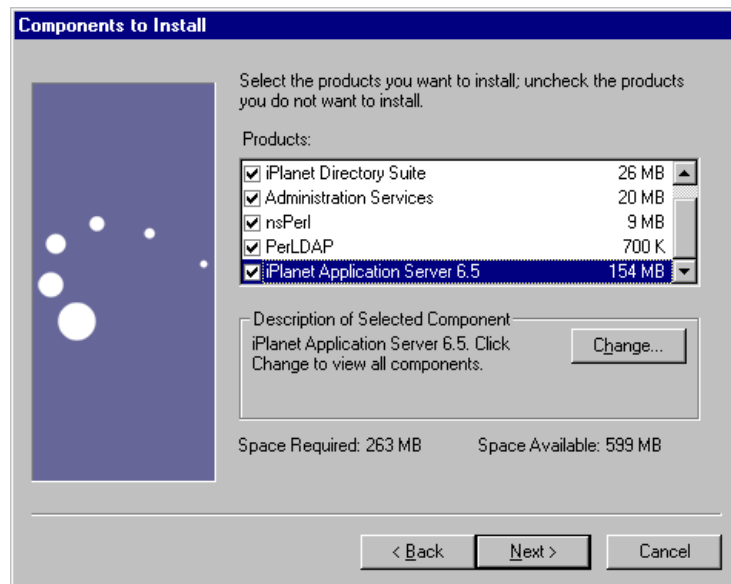 Components to Install
Select the products you want to install; uncheck the products
you do not want to install.
Products:
iPlanet Directory Suite 26 MB
Administration Services 20 MB
nsPerl 9 MB
PerLDAP 700 K
iPlanet Application Server 6.5 154 MB
Description of Selected Component
iPlanet Application Server 6.5. Click
Change to view all components.
Change...
Space Required: 263 MB Space Available: 599 MB
< Back Next > Cancel